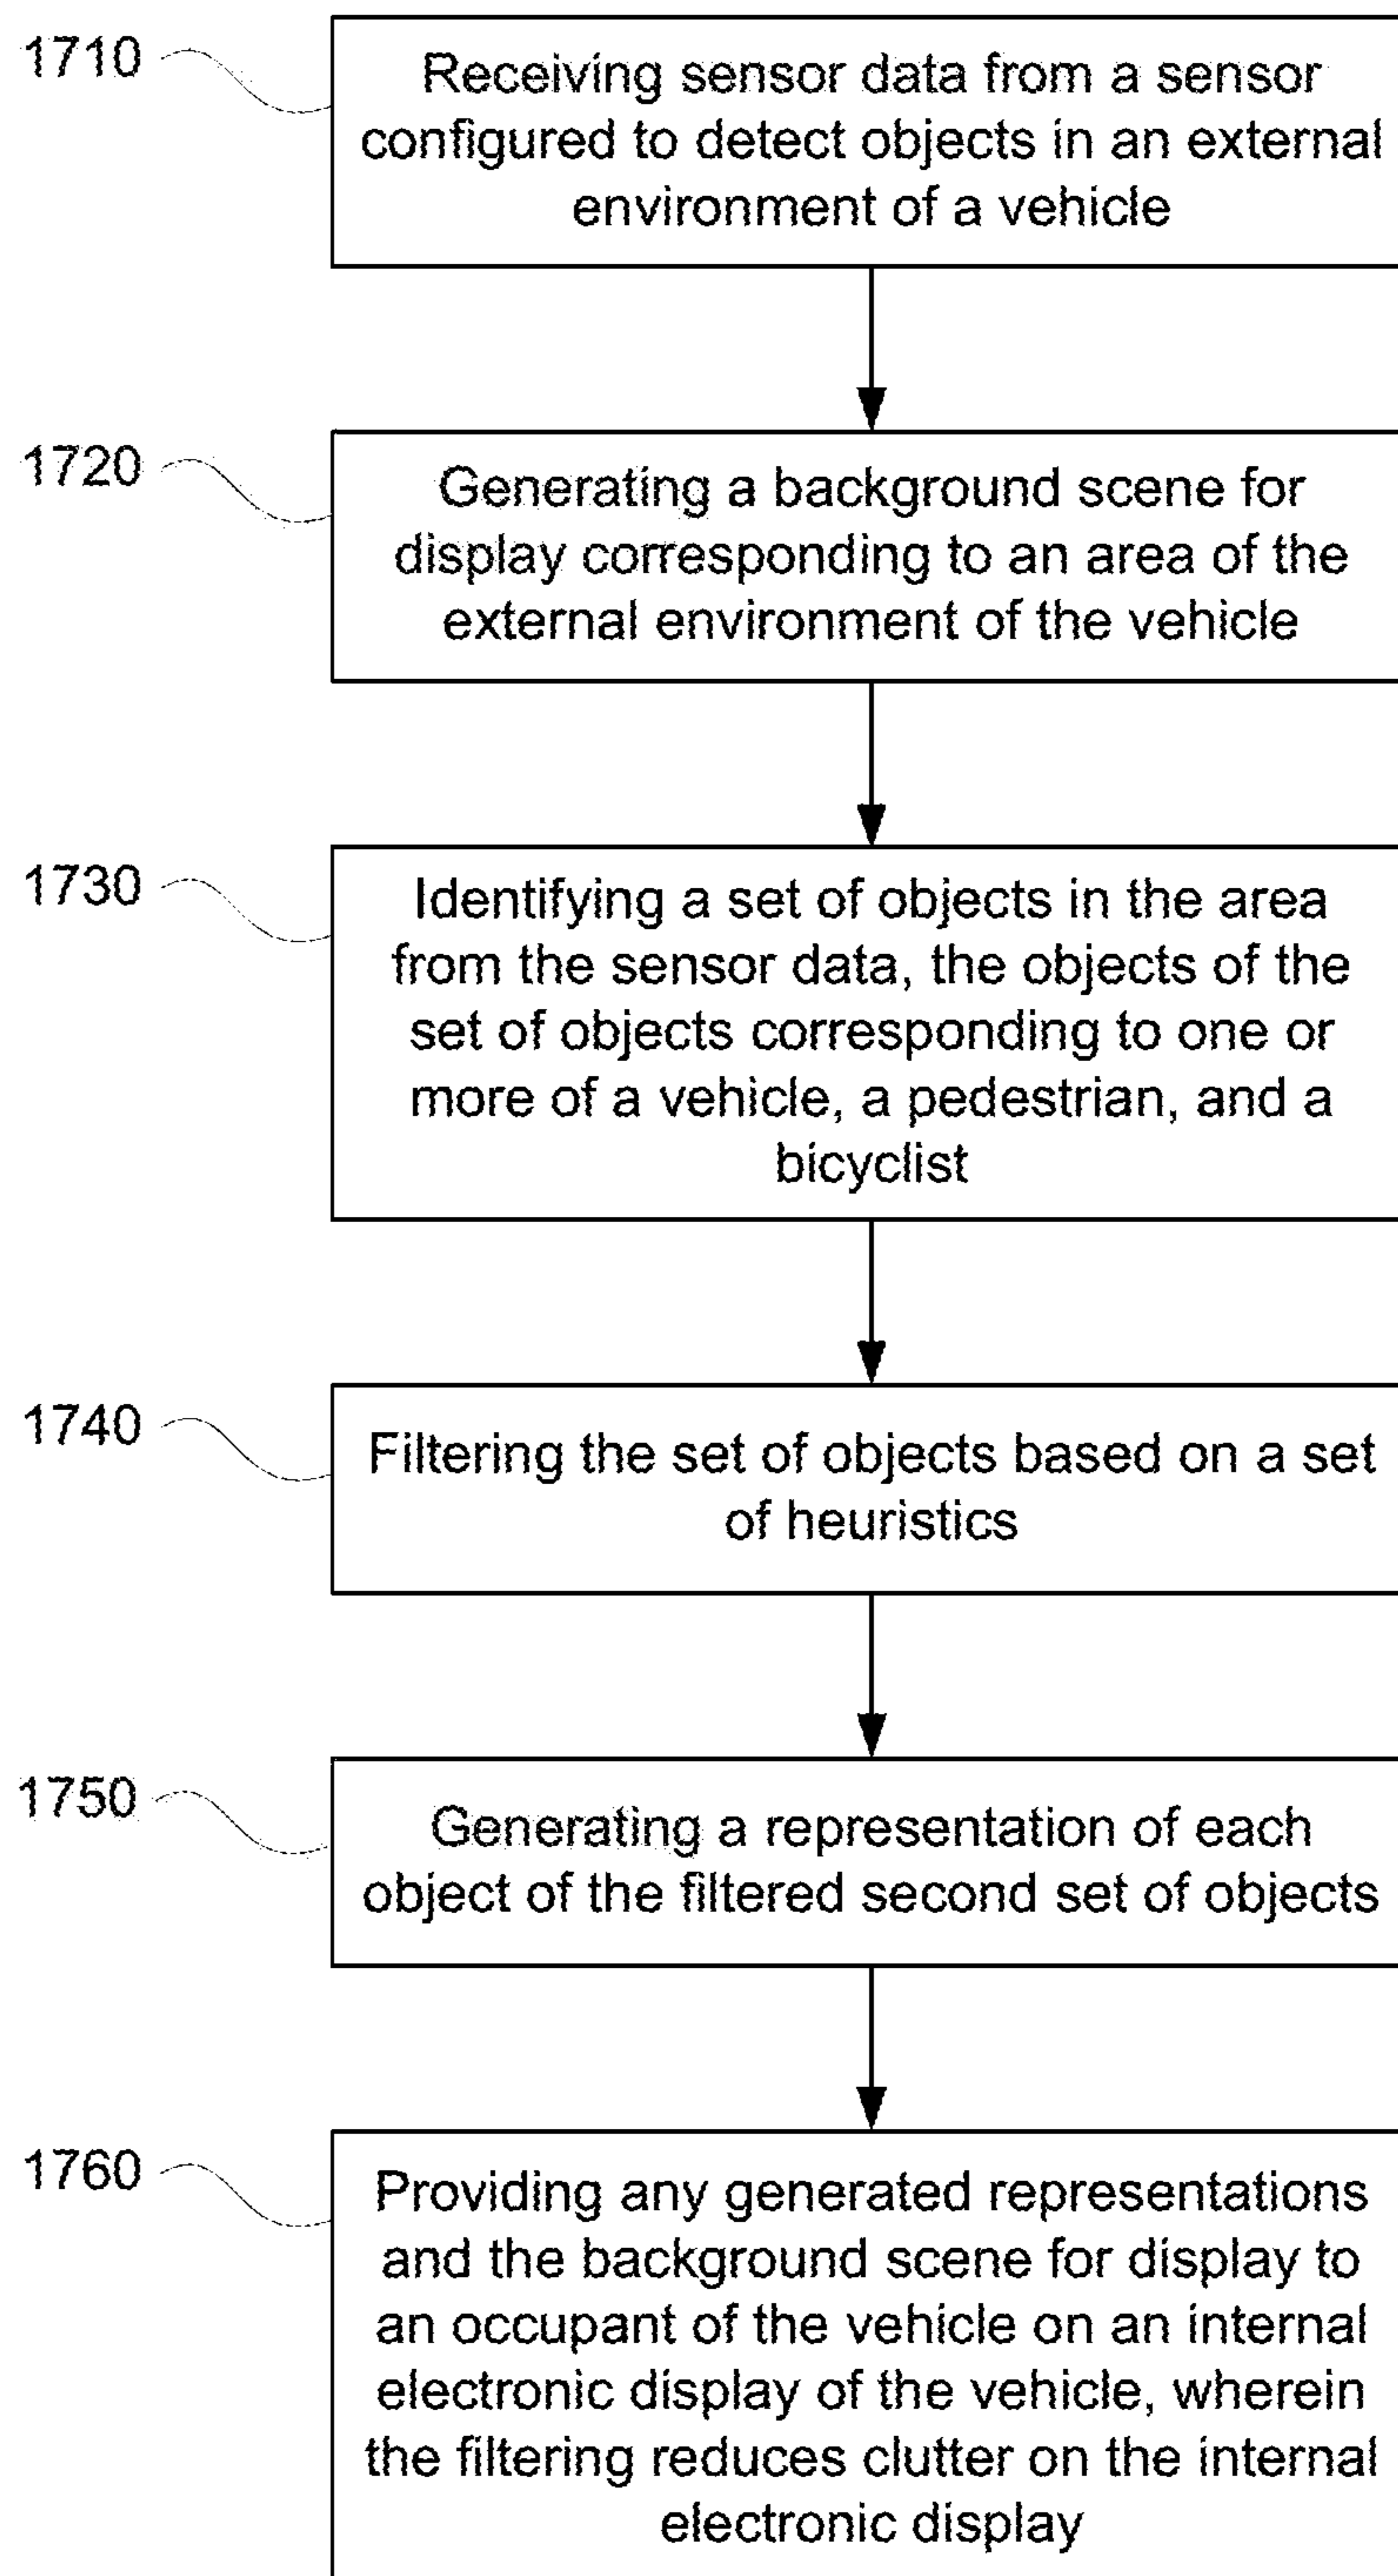 1710
Receiving sensor data from a sensor
configured to detect objects in an external
environment of a vehicle
1720
Generating a background scene for
display corresponding to an area of the
external environment of the vehicle
1730
Identifying a set of objects in the area
from the sensor data, the objects of the
set of objects corresponding to one or
more of a vehicle, a pedestrian, and a
bicyclist
1740
Filtering the set of objects based on a set
of heuristics
1750
Generating a representation of each
object of the filtered second set of objects
1760
Providing any generated representations
and the background scene for display to
an occupant of the vehicle on an internal
electronic display of the vehicle, wherein
the filtering reduces clutter on the internal
electronic display